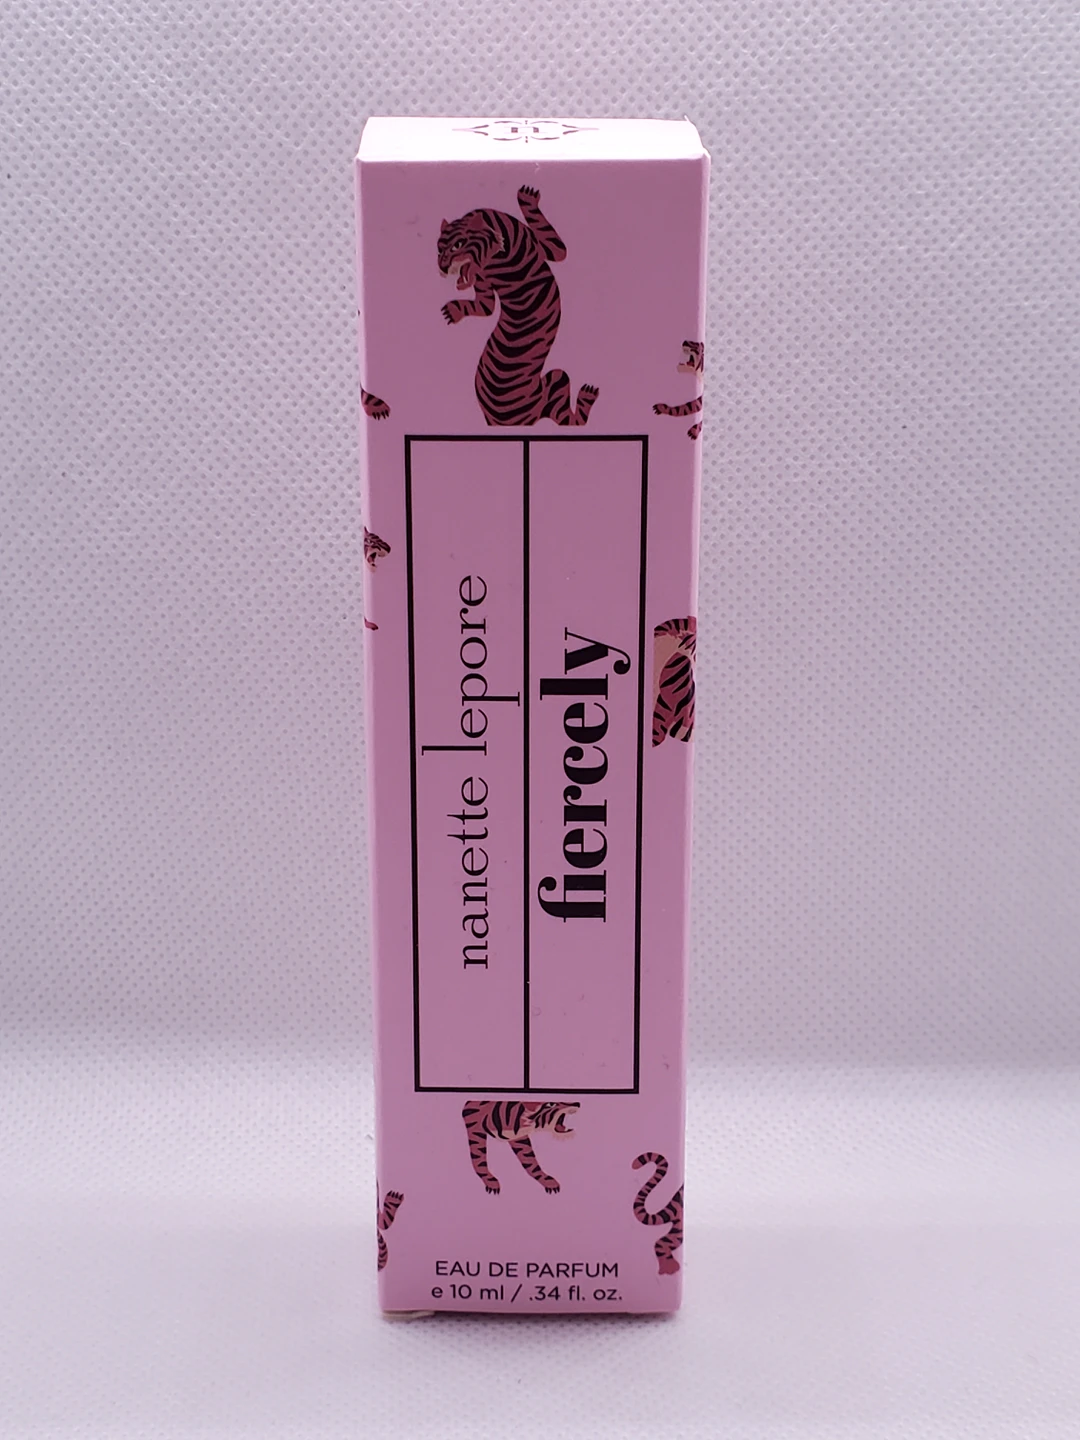 nanette lepore
fiercely
EAU DE PARFUM
e 10 ml / .34 fl. oz.